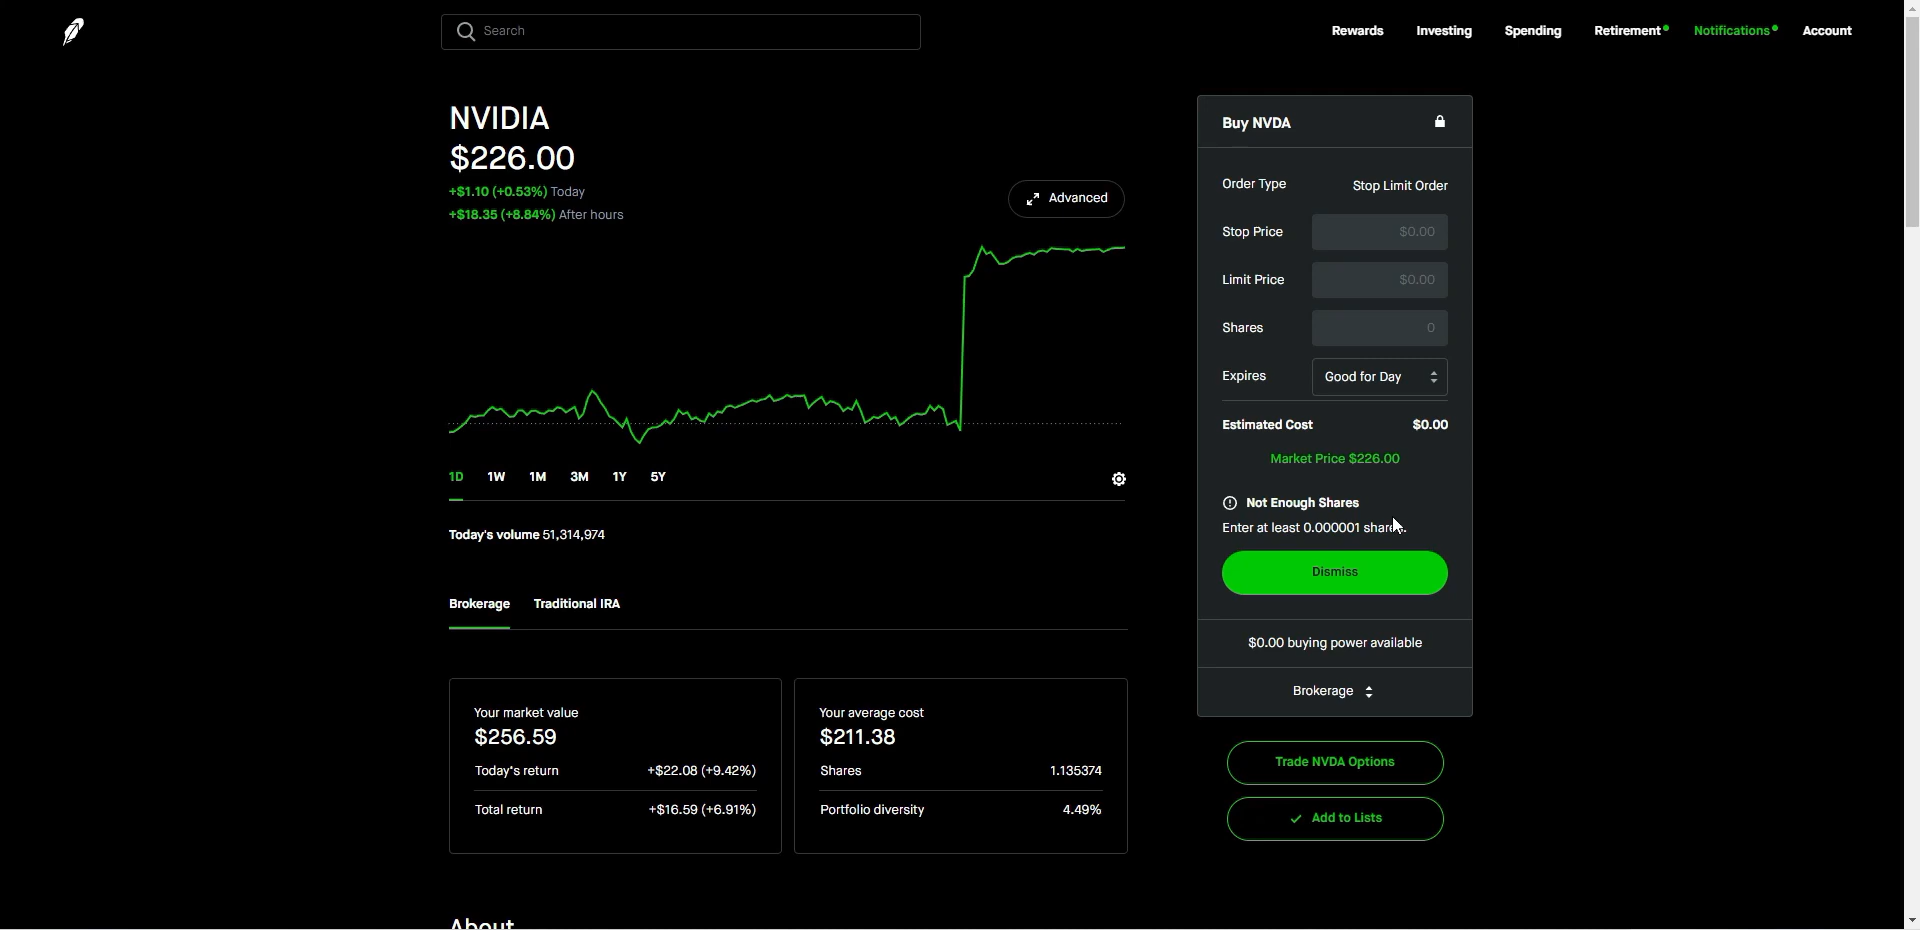 Search
Rewards
Investing
Spending
Retirement
Notifications
Account
NVIDIA
$226.00
+$1.10 (+0.53%) Today
+$18.35 (+8.84%) After hours
Advanced
1D 1W 1M 3M 1Y 5Y
Today's volume 51,314,974
Brokerage Traditional IRA
Your market value
$256.59
Today's return +$22.08 (+9.42%)
Total return +$16.59 (+6.91%)
Your average cost
$211.38
Shares 1.135374
Portfolio diversity 4.49%
About
Buy NVDA
Order Type Stop Limit Order
Stop Price $0.00
Limit Price $0.00
Shares 0
Expires Good for Day
Estimated Cost $0.00
Market Price $226.00
Not Enough Shares
Enter at least 0.000001 shares.
Dismiss
$0.00 buying power available
Brokerage
Trade NVDA Options
Add to Lists